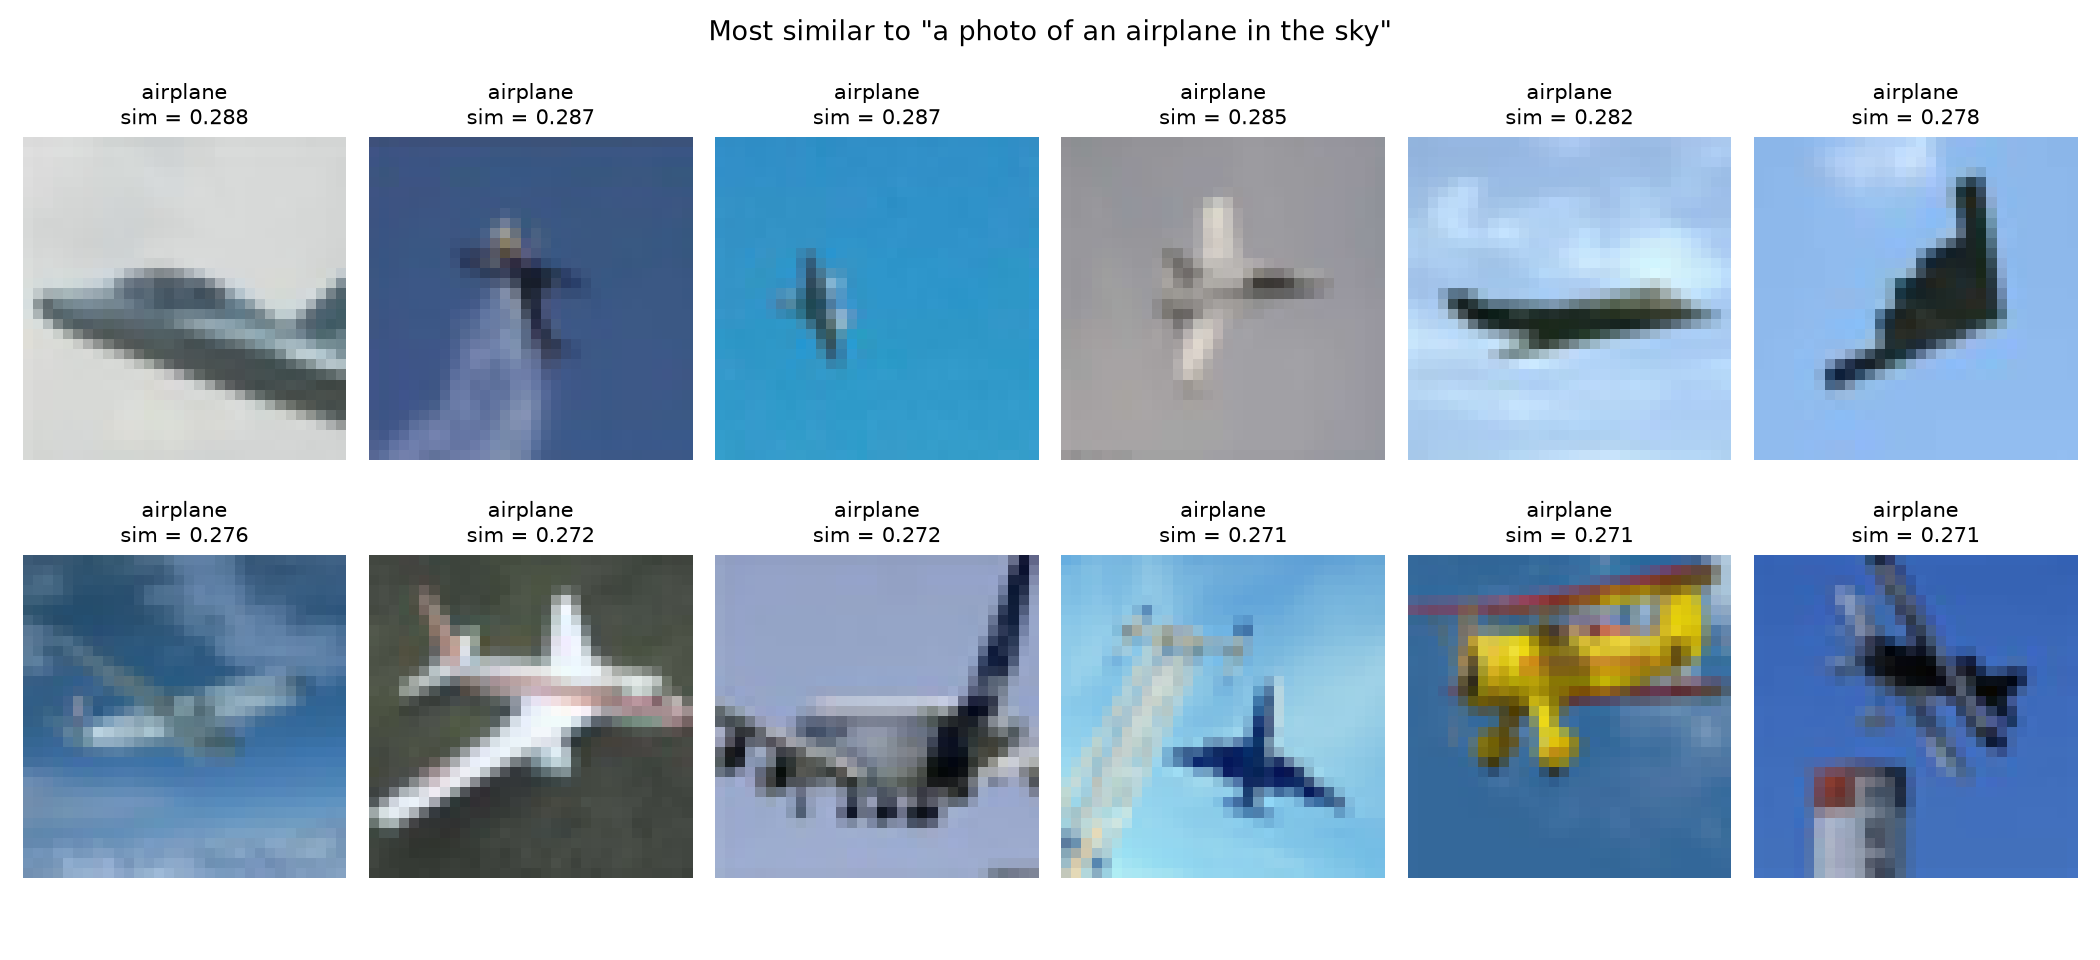 Most similar to "a photo of an airplane in the sky"
airplane
sim = 0.288
airplane
sim = 0.287
airplane
sim = 0.287
airplane
sim = 0.285
airplane
sim = 0.282
airplane
sim = 0.278
airplane
sim = 0.276
airplane
sim = 0.272
airplane
sim = 0.272
airplane
sim = 0.271
airplane
sim = 0.271
airplane
sim = 0.271